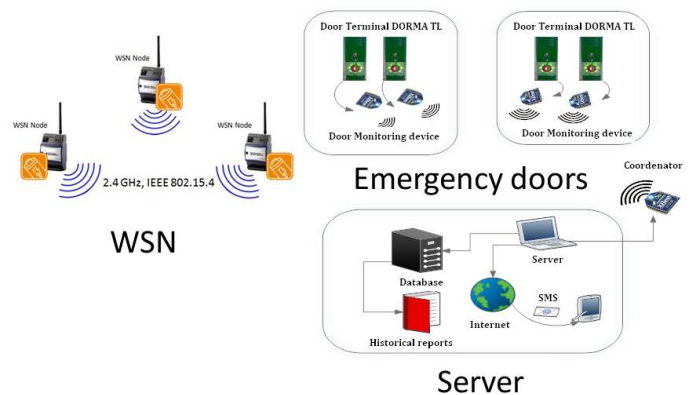 WSN Node
WSN Node
WSN Node
2.4 GHz, IEEE 802.15.4
WSN
Door Terminal DORMA TL
Door Monitoring device
Door Terminal DORMA TL
Door Monitoring device
Emergency doors
Coordenator
Server
Database
SMS
Internet
Historical reports
Server